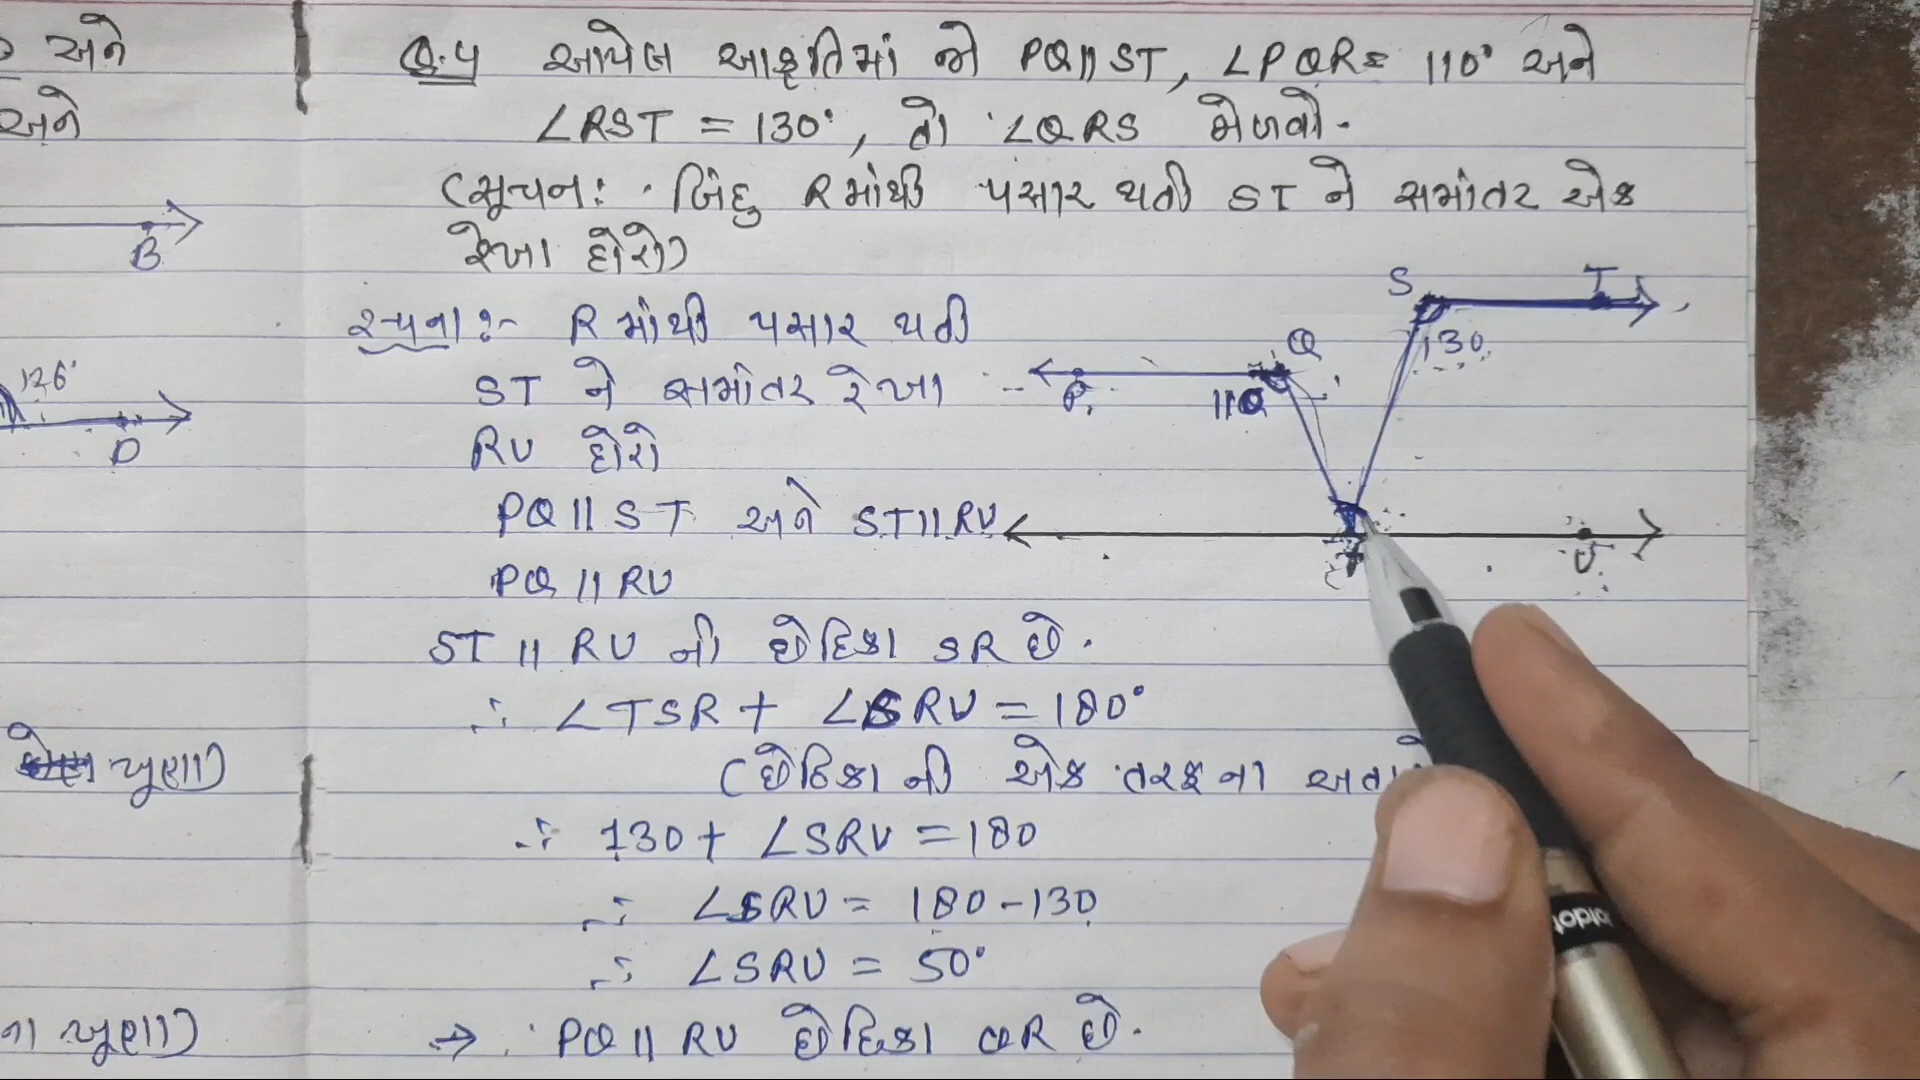 અને
અને
B
126°
D
ખૂણા)
ના ખૂણા)
Q.૫ આપેલ આકૃતિમાં જો PQ||ST, ∠PQR = 110° અને
∠RST = 130°, તો ∠QRS મેળવો.
(સૂચન: બિંદુ R માંથી પસાર થતી ST ને સમાંતર એક
રેખા દોરો)
રચના :- R માંથી પસાર થતી
ST ને સમાંતર રેખા
RU દોરો
PQ || ST અને ST || RU
PQ || RU
ST || RU ની છેદિકા SR છે.
∴ ∠TSR + ∠SRU = 180°
(છેદિકા ની એક તરફ ના
∴ 130 + ∠SRU = 180
∴ ∠SRU = 180 - 130
∴ ∠SRU = 50°
→ PQ || RU છેદિકા QR છે.
S T
130
Q
P 110
U